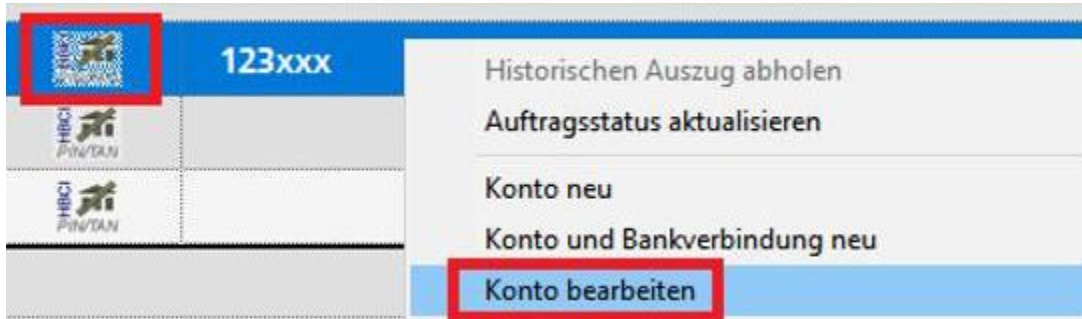 HBCI
123xxx
Historischen Auszug abholen
HBCI
PIN/TAN
Auftragsstatus aktualisieren
HBCI
PIN/TAN
Konto neu
Konto und Bankverbindung neu
Konto bearbeiten